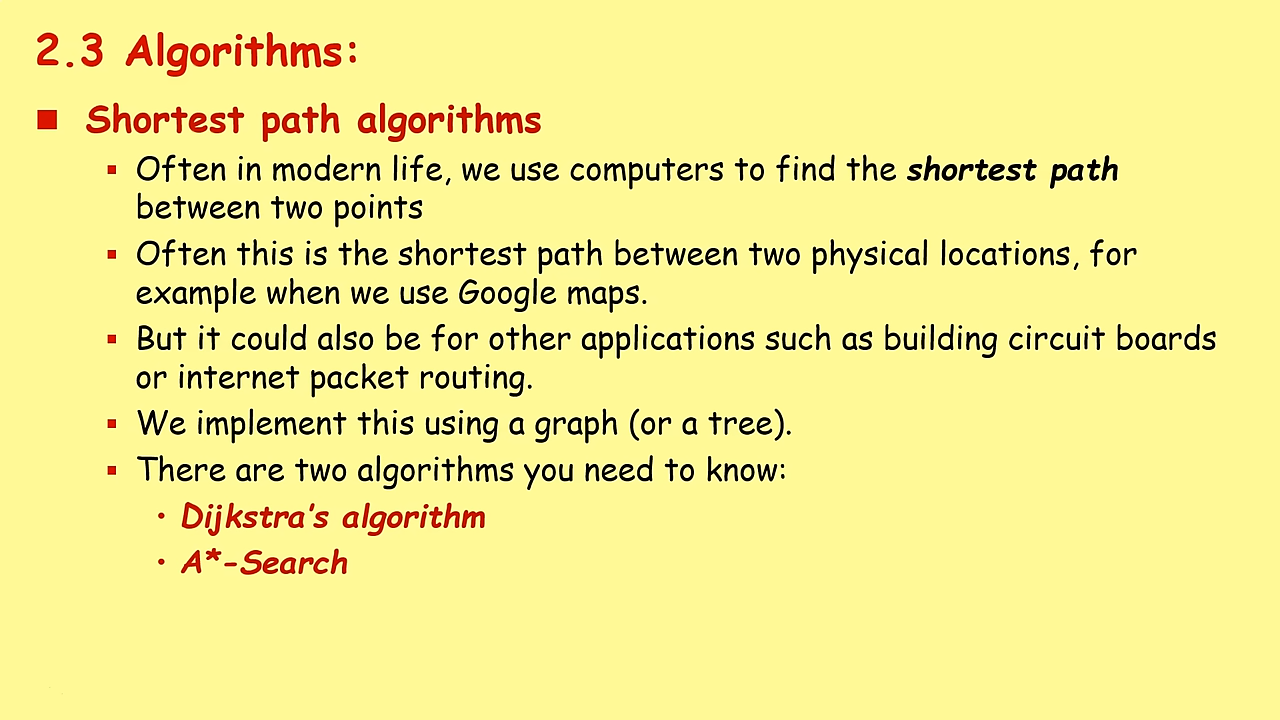 2.3 Algorithms:
■ Shortest path algorithms
▪ Often in modern life, we use computers to find the shortest path
between two points
▪ Often this is the shortest path between two physical locations, for
example when we use Google maps.
▪ But it could also be for other applications such as building circuit boards
or internet packet routing.
▪ We implement this using a graph (or a tree).
▪ There are two algorithms you need to know:
• Dijkstra’s algorithm
• A*-Search